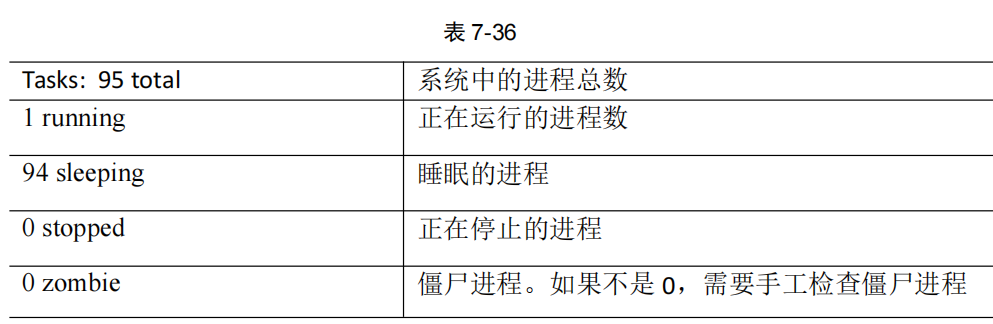 表 7-36
Tasks: 95 total 系统中的进程总数
1 running 正在运行的进程数
94 sleeping 睡眠的进程
0 stopped 正在停止的进程
0 zombie 僵尸进程。如果不是 0，需要手工检查僵尸进程